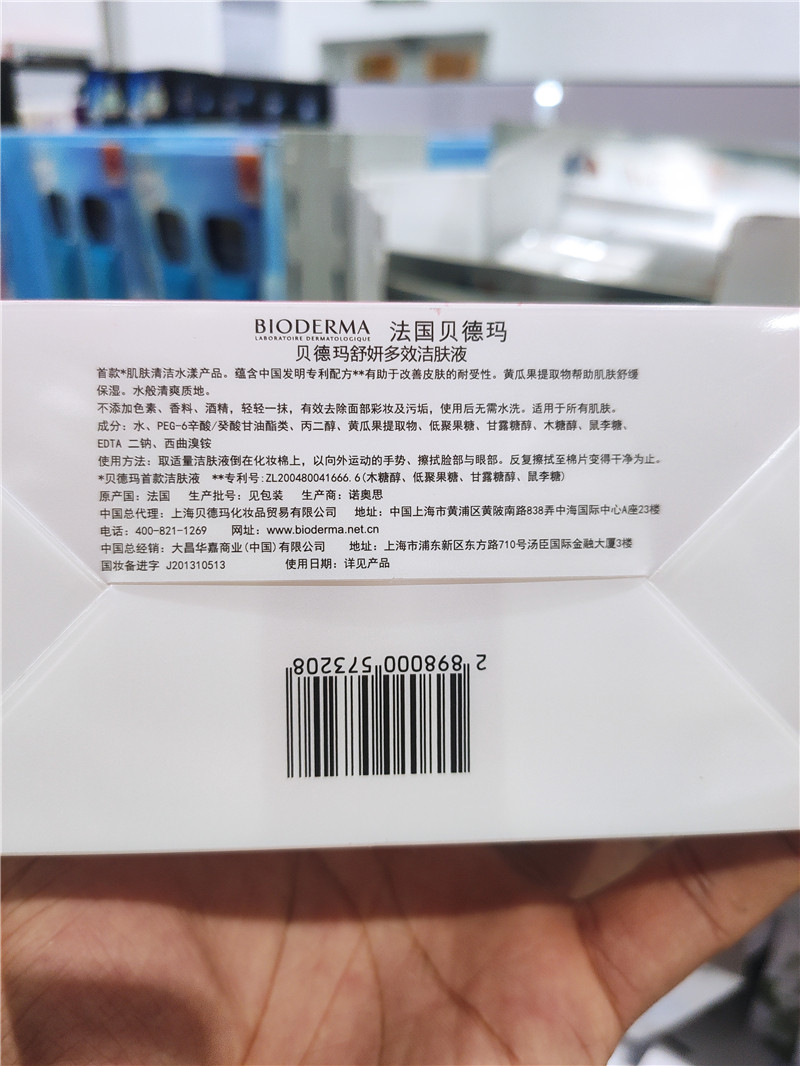 BIODERMA 法国贝德玛
LABORATOIRE DERMATOLOGIQUE
贝德玛舒妍多效洁肤液
首款*肌肤清洁水漾产品。蕴含中国发明专利配方**有助于改善皮肤的耐受性。黄瓜果提取物帮助肌肤舒缓
保湿。水般清爽质地。
不添加色素、香料、酒精，轻轻一抹，有效去除面部彩妆及污垢，使用后无需水洗。适用于所有肌肤。
成分：水、PEG-6辛酸/癸酸甘油酯类、丙二醇、黄瓜果提取物、低聚果糖、甘露糖醇、木糖醇、鼠李糖、
EDTA 二钠、西曲溴铵
使用方法：取适量洁肤液倒在化妆棉上，以向外运动的手势、擦拭脸部与眼部。反复擦拭至棉片变得干净为止。
*贝德玛首款洁肤液 **专利号:ZL200480041666.6(木糖醇、低聚果糖、甘露糖醇、鼠李糖)
原产国：法国 生产批号：见包装 生产商：诺奥思
中国总代理：上海贝德玛化妆品贸易有限公司 地址：中国上海市黄浦区黄陂南路838弄中海国际中心A座23楼
电话：400-821-1269 网址：www.bioderma.net.cn
中国总经销：大昌华嘉商业(中国)有限公司 地址：上海市浦东新区东方路710号汤臣国际金融大厦3楼
国妆备进字 J201310513 使用日期：详见产品
2 898000 573208